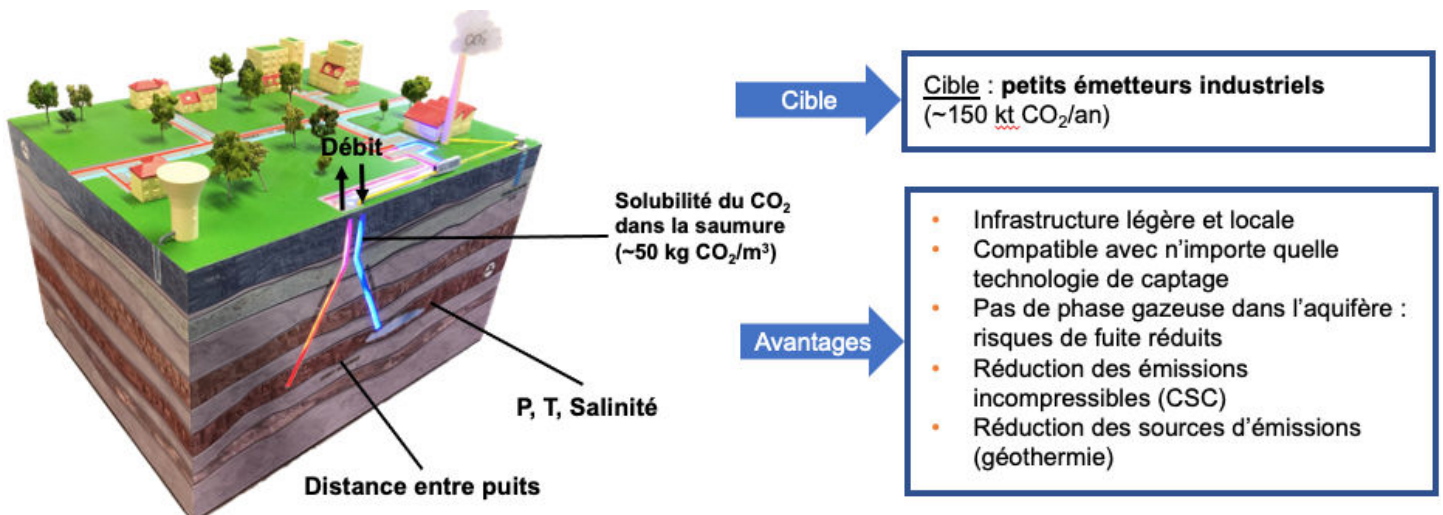 CO₂
Débit
Solubilité du CO₂
dans la saumure
(~50 kg CO₂/m³)
P, T, Salinité
Distance entre puits
Cible
Cible : petits émetteurs industriels
(~150 kt CO₂/an)
Avantages
• Infrastructure légère et locale
• Compatible avec n’importe quelle
technologie de captage
• Pas de phase gazeuse dans l’aquifère :
risques de fuite réduits
• Réduction des émissions
incompressibles (CSC)
• Réduction des sources d’émissions
(géothermie)